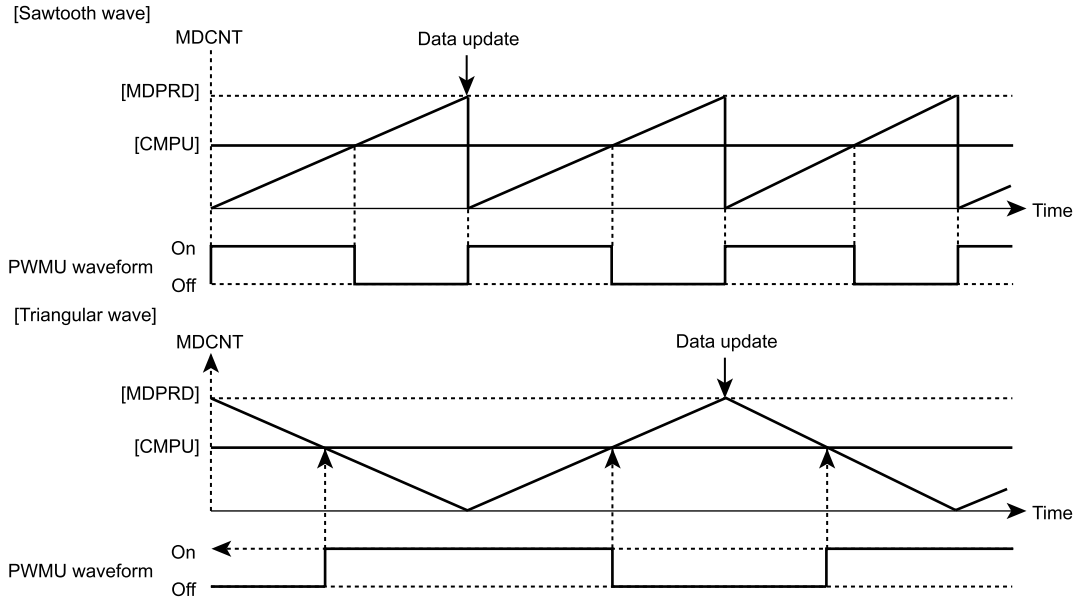 [Sawtooth wave]
MDCNT
Data update
[MDPRD]
[CMPU]
Time
On
PWMU waveform
Off
[Triangular wave]
MDCNT
Data update
[MDPRD]
[CMPU]
Time
On
PWMU waveform
Off